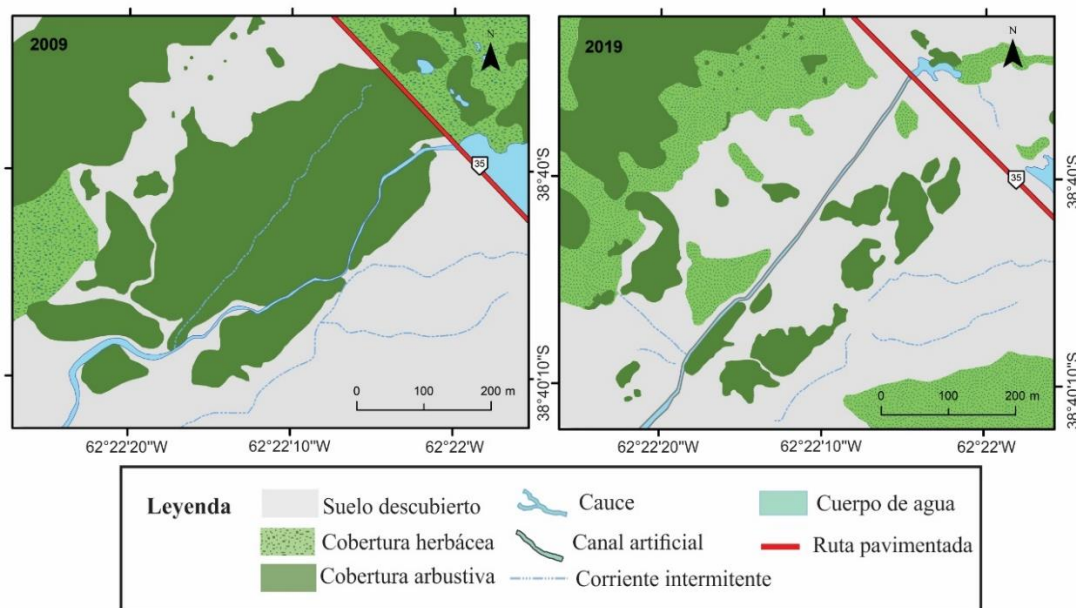 2009
N
35
38°40'S
38°40'10"S
0 100 200 m
62°22'20"W 62°22'10"W 62°22'W
2019
N
35
38°40'S
38°40'10"S
0 100 200 m
62°22'20"W 62°22'10"W 62°22'W
Leyenda
Suelo descubierto
Cobertura herbácea
Cobertura arbustiva
Cauce
Canal artificial
Corriente intermitente
Cuerpo de agua
Ruta pavimentada